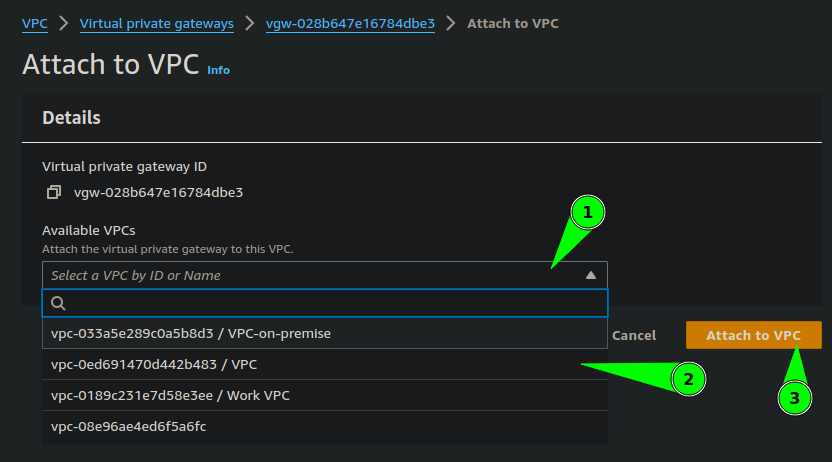 VPC > Virtual private gateways > vgw-028b647e16784dbe3 > Attach to VPC
Attach to VPC Info
Details
Virtual private gateway ID
vgw-028b647e16784dbe3
Available VPCs
Attach the virtual private gateway to this VPC.
1
Select a VPC by ID or Name
vpc-033a5e289c0a5b8d3 / VPC-on-premise
Cancel
Attach to VPC
vpc-0ed691470d442b483 / VPC
2
vpc-0189c231e7d58e3ee / Work VPC
3
vpc-08e96ae4ed6f5a6fc